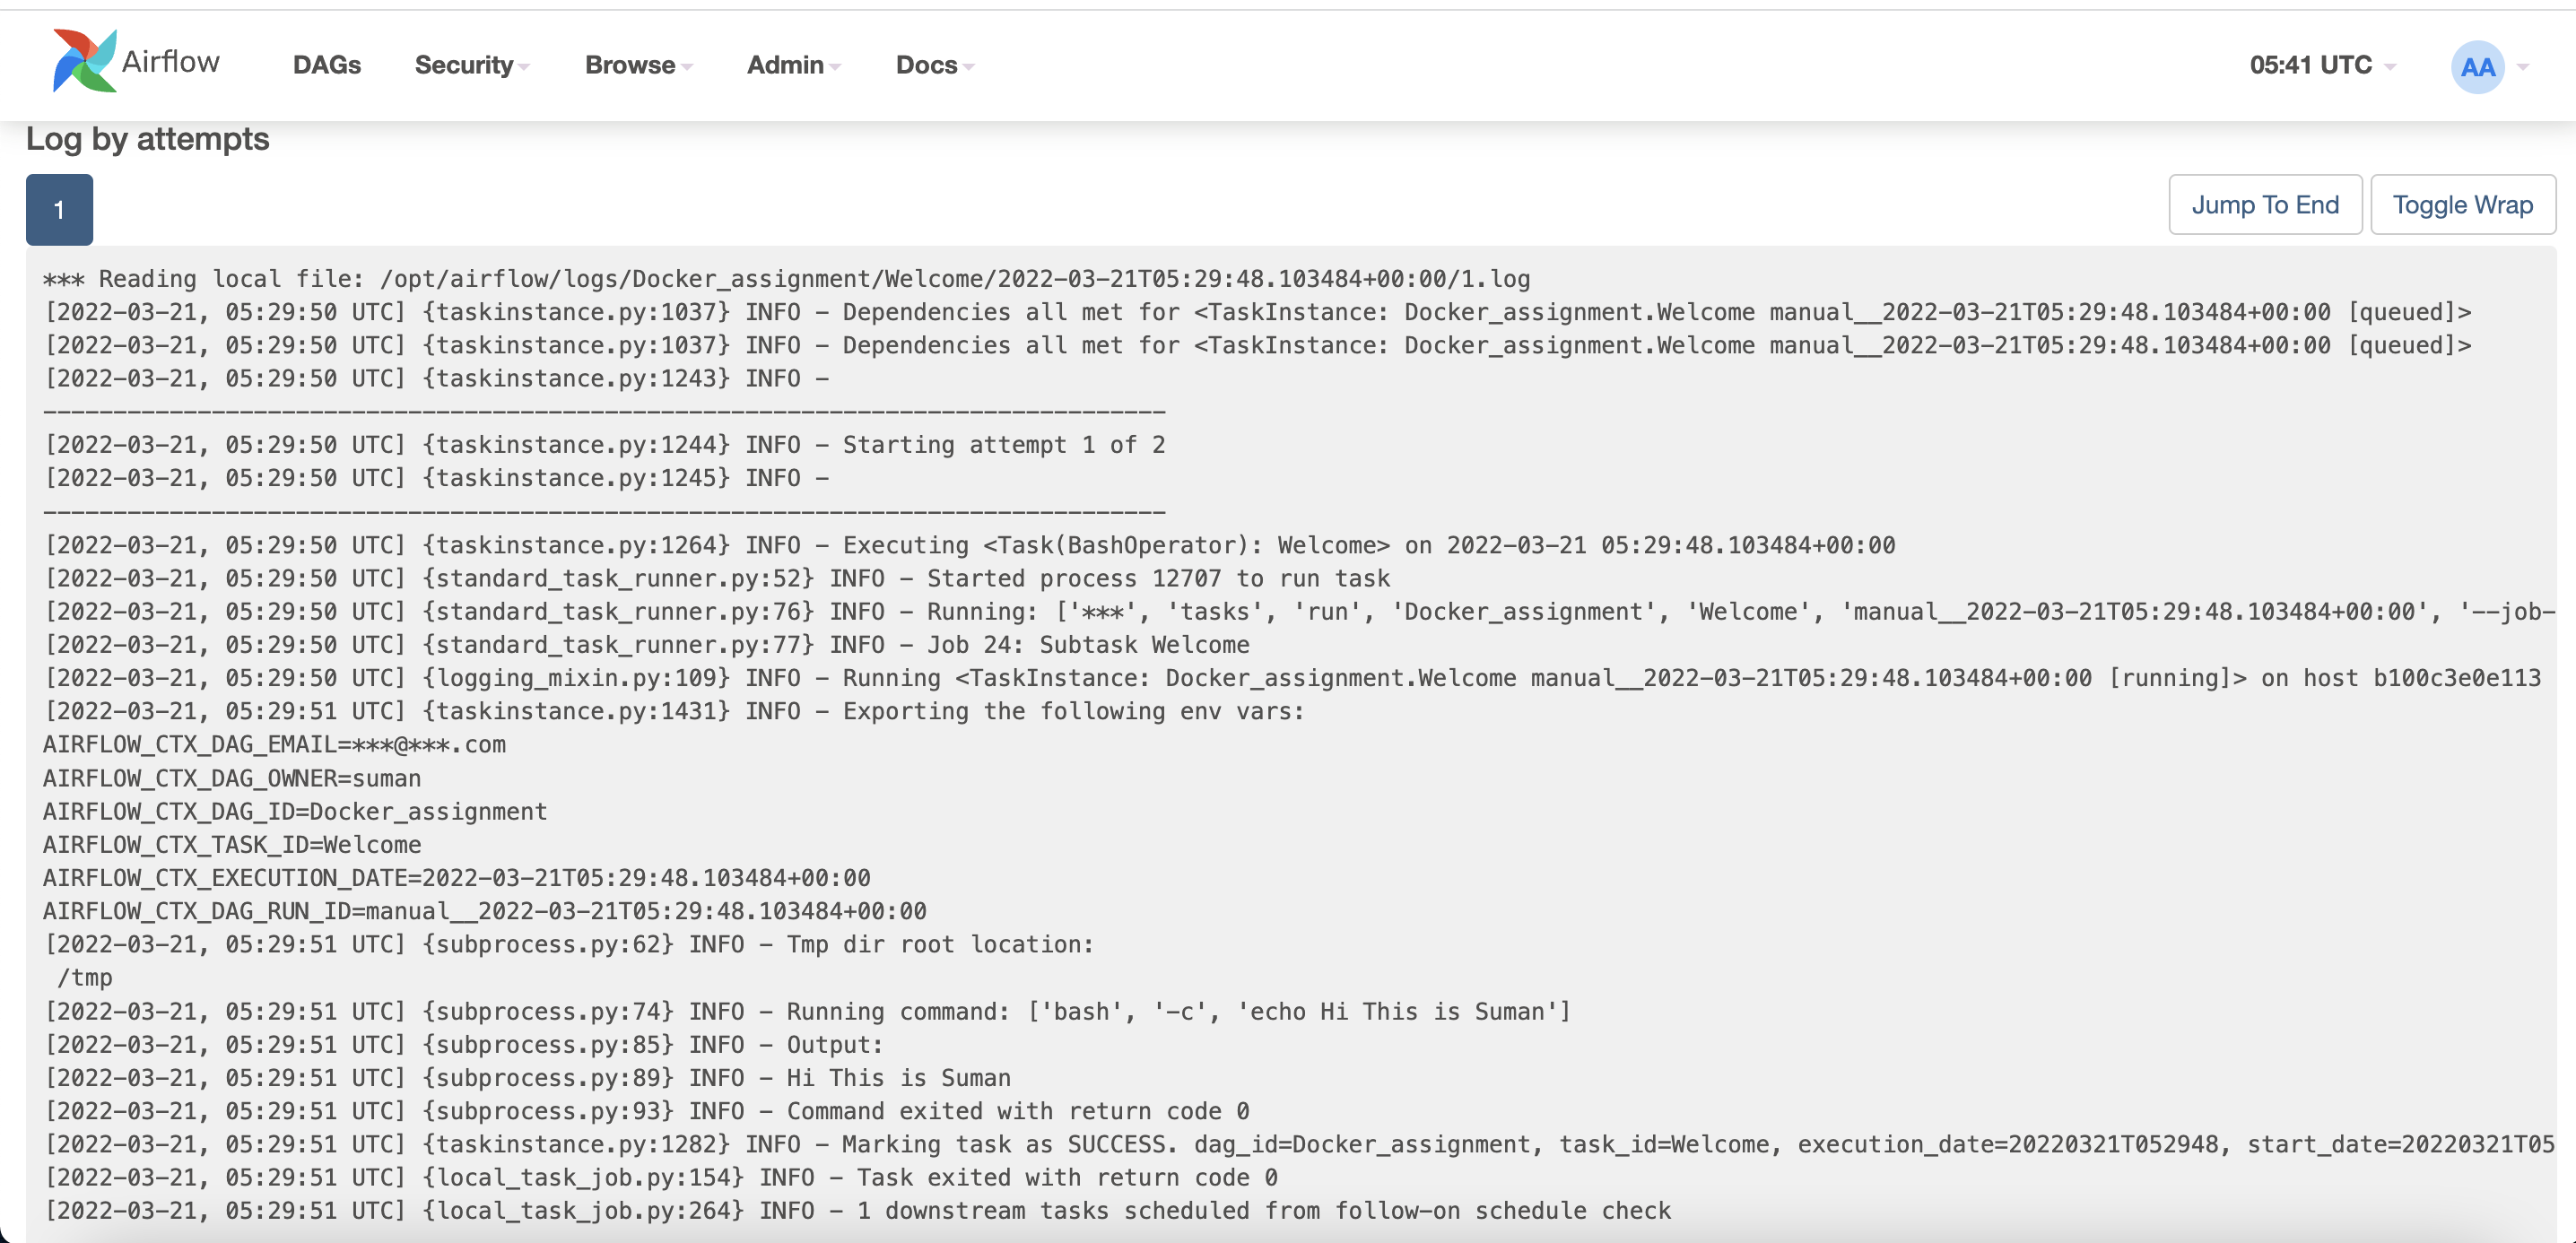 Airflow DAGs Security Browse Admin Docs 05:41 UTC AA
Log by attempts
1 Jump To End Toggle Wrap
*** Reading local file: /opt/airflow/logs/Docker_assignment/Welcome/2022-03-21T05:29:48.103484+00:00/1.log
[2022-03-21, 05:29:50 UTC] {taskinstance.py:1037} INFO - Dependencies all met for <TaskInstance: Docker_assignment.Welcome manual__2022-03-21T05:29:48.103484+00:00 [queued]>
[2022-03-21, 05:29:50 UTC] {taskinstance.py:1037} INFO - Dependencies all met for <TaskInstance: Docker_assignment.Welcome manual__2022-03-21T05:29:48.103484+00:00 [queued]>
[2022-03-21, 05:29:50 UTC] {taskinstance.py:1243} INFO -
--------------------------------------------------------------------------------
[2022-03-21, 05:29:50 UTC] {taskinstance.py:1244} INFO - Starting attempt 1 of 2
[2022-03-21, 05:29:50 UTC] {taskinstance.py:1245} INFO -
--------------------------------------------------------------------------------
[2022-03-21, 05:29:50 UTC] {taskinstance.py:1264} INFO - Executing <Task(BashOperator): Welcome> on 2022-03-21 05:29:48.103484+00:00
[2022-03-21, 05:29:50 UTC] {standard_task_runner.py:52} INFO - Started process 12707 to run task
[2022-03-21, 05:29:50 UTC] {standard_task_runner.py:76} INFO - Running: ['***', 'tasks', 'run', 'Docker_assignment', 'Welcome', 'manual__2022-03-21T05:29:48.103484+00:00', '--job-
[2022-03-21, 05:29:50 UTC] {standard_task_runner.py:77} INFO - Job 24: Subtask Welcome
[2022-03-21, 05:29:50 UTC] {logging_mixin.py:109} INFO - Running <TaskInstance: Docker_assignment.Welcome manual__2022-03-21T05:29:48.103484+00:00 [running]> on host b100c3e0e113
[2022-03-21, 05:29:51 UTC] {taskinstance.py:1431} INFO - Exporting the following env vars:
AIRFLOW_CTX_DAG_EMAIL=***@***.com
AIRFLOW_CTX_DAG_OWNER=suman
AIRFLOW_CTX_DAG_ID=Docker_assignment
AIRFLOW_CTX_TASK_ID=Welcome
AIRFLOW_CTX_EXECUTION_DATE=2022-03-21T05:29:48.103484+00:00
AIRFLOW_CTX_DAG_RUN_ID=manual__2022-03-21T05:29:48.103484+00:00
[2022-03-21, 05:29:51 UTC] {subprocess.py:62} INFO - Tmp dir root location:
/tmp
[2022-03-21, 05:29:51 UTC] {subprocess.py:74} INFO - Running command: ['bash', '-c', 'echo Hi This is Suman']
[2022-03-21, 05:29:51 UTC] {subprocess.py:85} INFO - Output:
[2022-03-21, 05:29:51 UTC] {subprocess.py:89} INFO - Hi This is Suman
[2022-03-21, 05:29:51 UTC] {subprocess.py:93} INFO - Command exited with return code 0
[2022-03-21, 05:29:51 UTC] {taskinstance.py:1282} INFO - Marking task as SUCCESS. dag_id=Docker_assignment, task_id=Welcome, execution_date=20220321T052948, start_date=20220321T05
[2022-03-21, 05:29:51 UTC] {local_task_job.py:154} INFO - Task exited with return code 0
[2022-03-21, 05:29:51 UTC] {local_task_job.py:264} INFO - 1 downstream tasks scheduled from follow-on schedule check